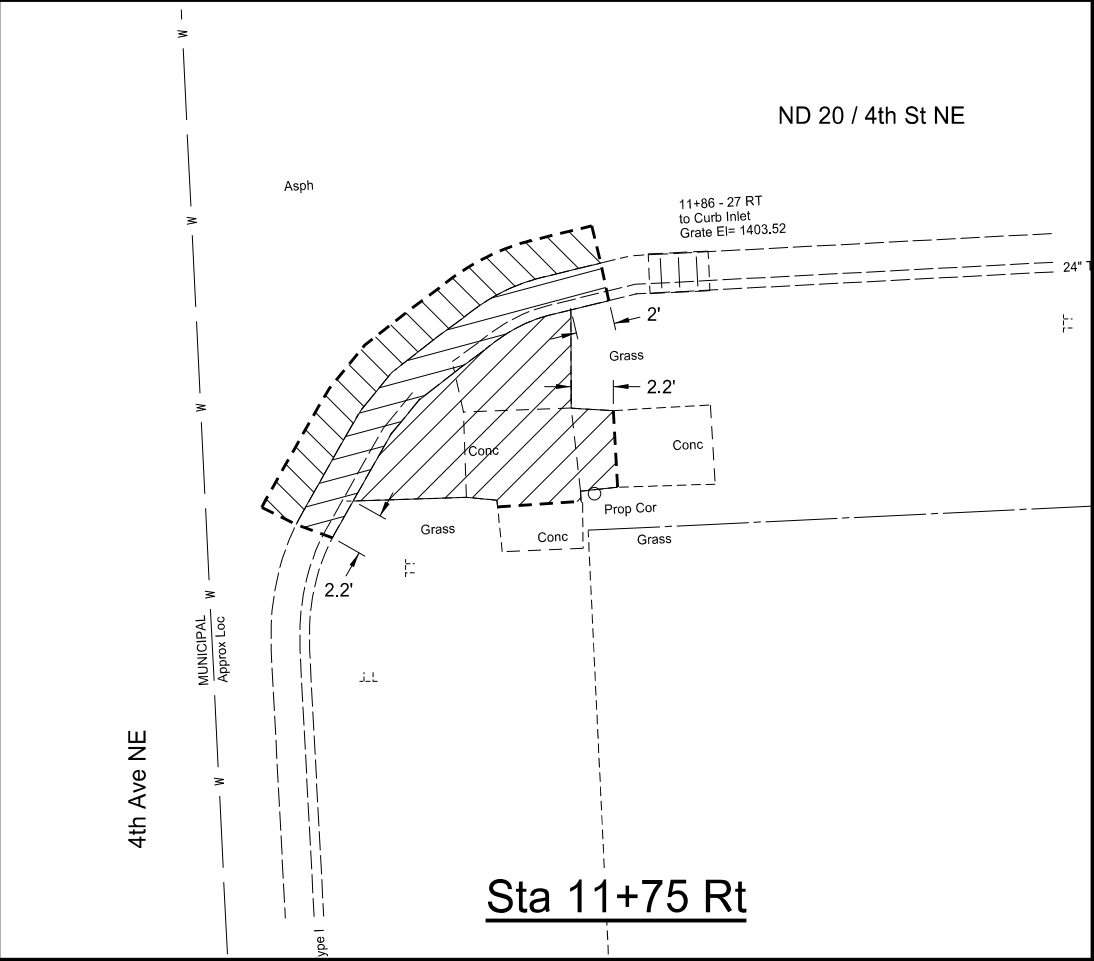 W
ND 20 / 4th St NE
Asph
11+86 - 27 RT
to Curb Inlet
Grate El= 1403.52
W
24"
2'
Grass
2.2'
W
Conc
Conc
Prop Cor
Grass
Conc
Grass
2.2'
W
MUNICIPAL
Approx Loc
W
4th Ave NE
Sta 11+75 Rt
ype I